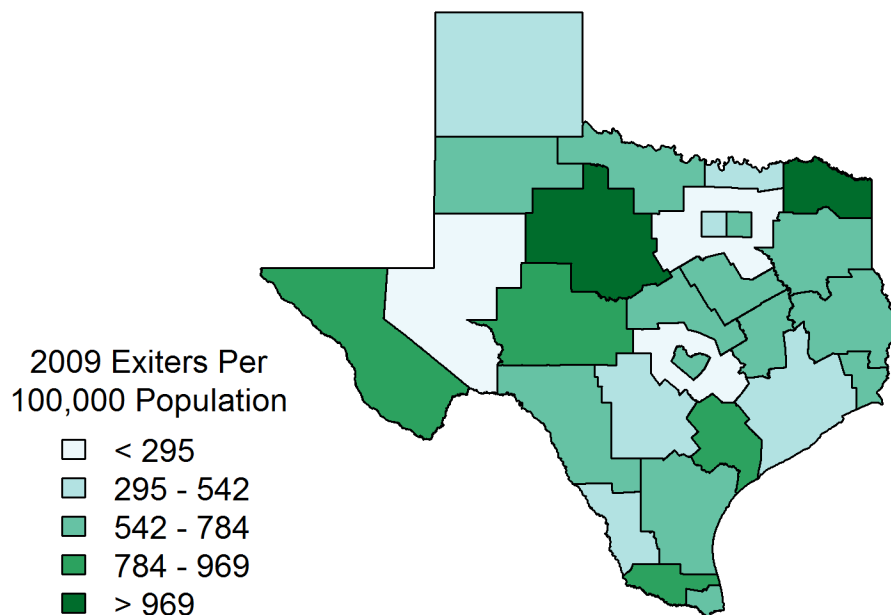 2009 Exiters Per
100,000 Population
< 295
295 - 542
542 - 784
784 - 969
> 969